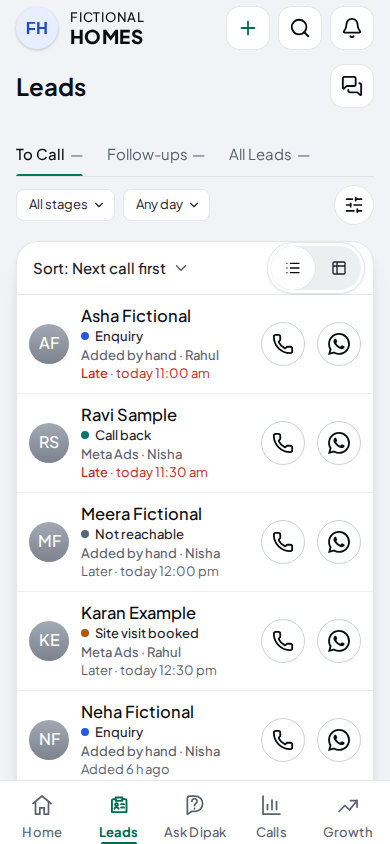 FH
FICTIONAL
HOMES
Leads
To Call —
Follow-ups —
All Leads —
All stages
Any day
Sort: Next call first
AF
Asha Fictional
Enquiry
Added by hand · Rahul
Late · today 11:00 am
RS
Ravi Sample
Call back
Meta Ads · Nisha
Late · today 11:30 am
MF
Meera Fictional
Not reachable
Added by hand · Nisha
Later · today 12:00 pm
KE
Karan Example
Site visit booked
Meta Ads · Rahul
Later · today 12:30 pm
NF
Neha Fictional
Enquiry
Added by hand · Nisha
Added 6 h ago
Home
Leads
Ask Dipak
Calls
Growth